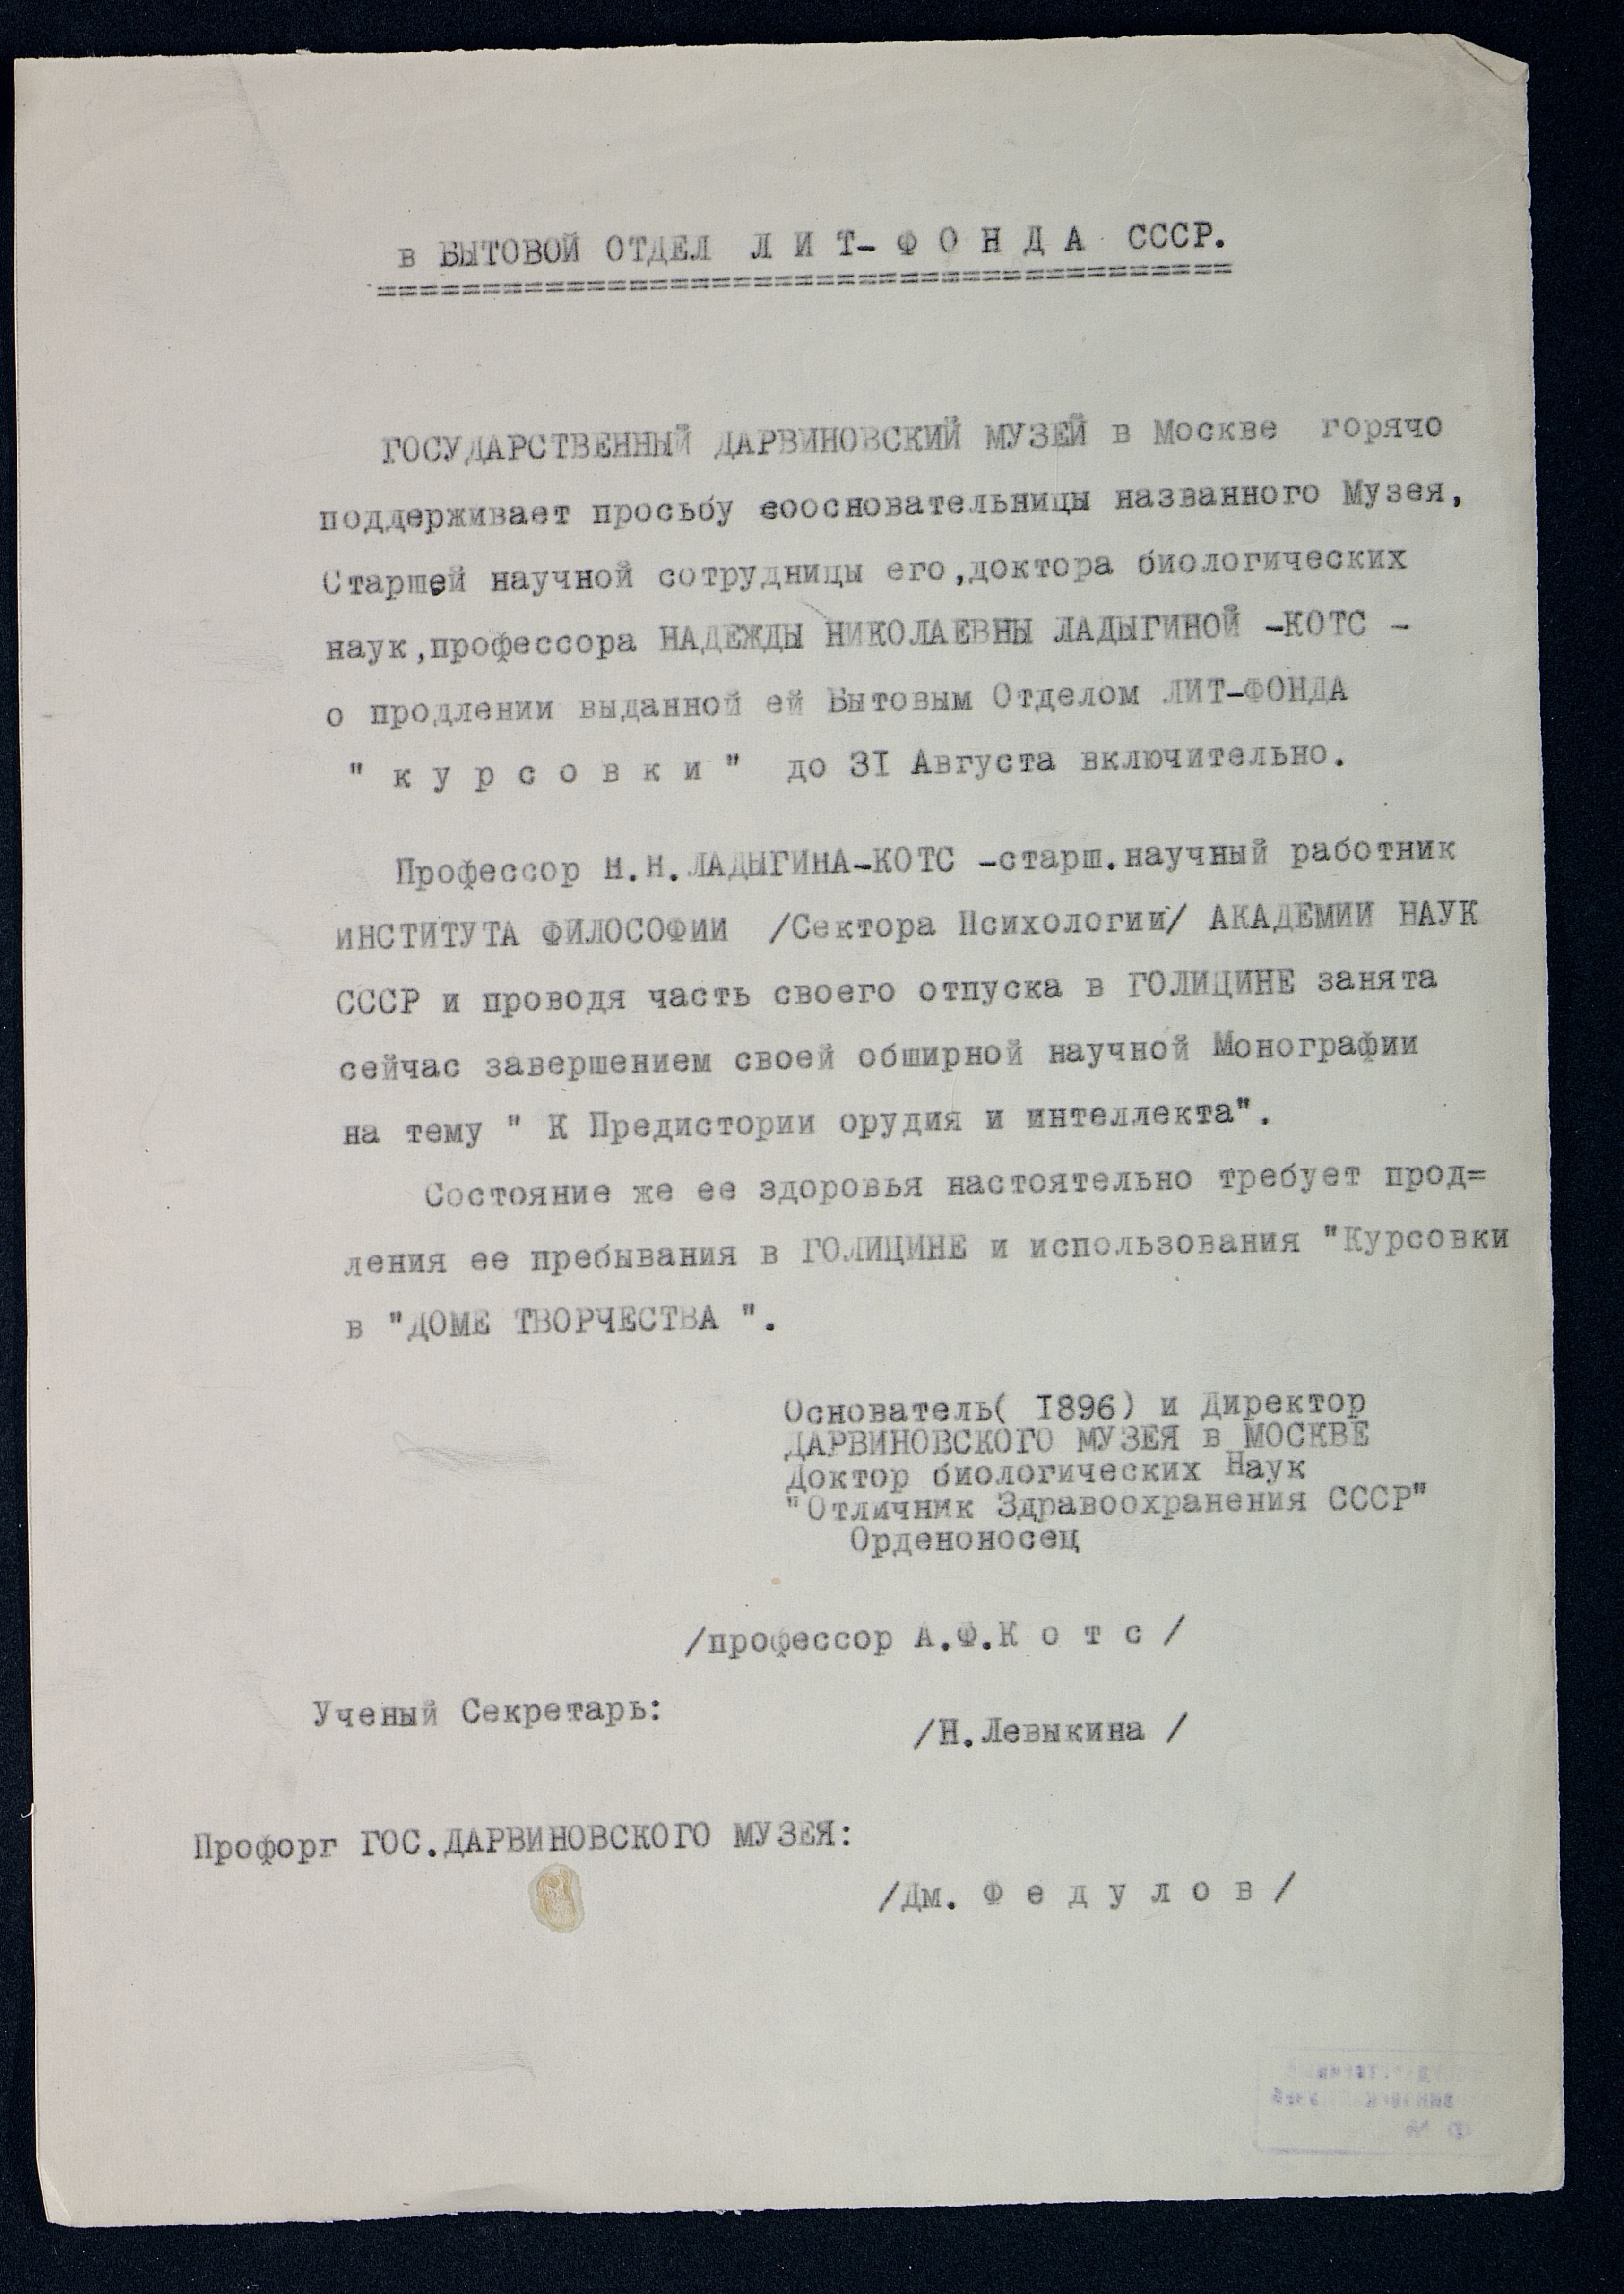 в БЫТОВОЙ ОТДЕЛ Л И Т- Ф О Н Д А СССР.
=========================================
ГОСУДАРСТВЕННЫЙ ДАРВИНОВСКИЙ МУЗЕЙ в Москве горячо
поддерживает просьбу сооснователь­ницы названного Музея,
Старшей научной сотрудницы его,доктора биологических
наук,профессора НАДЕЖДЫ НИКОЛАЕВНЫ ЛАДЫГИНОЙ -КОТС -
о продлении выданной ей Бытовым Отделом ЛИТ-ФОНДА
" к у р с о в к и " до 3I Августа включительно.
Профессор Н.Н.ЛАДЫГИНА-КОТС -старш.научный работник
ИНСТИТУТА ФИЛОСОФИИ /Сектора Психологии/ АКАДЕМИИ НАУК
СССР и проводя часть своего отпуска в ГОЛИЦИНЕ занята
сейчас завершением своей обширной научной Монографии
на тему " К Предистории орудия и интеллекта".
Состояние же ее здоровья настоятельно требует прод=
ления ее пребывания в ГОЛИЦИНЕ и использования "Курсовки
в "ДОМЕ ТВОРЧЕСТВА ".
Основатель( I896) и Директор
ДАРВИНОВСКОГО МУЗЕЯ в МОСКВЕ
Доктор биологических Наук
"Отличник Здравоохранения СССР"
Орденоносец
/профессор А.Ф.К о т с /
Ученый Секретарь:
/Н.Левыкина /
Профорг ГОС.ДАРВИНОВСКОГО МУЗЕЯ:
/Дм. Ф е д у л о в /